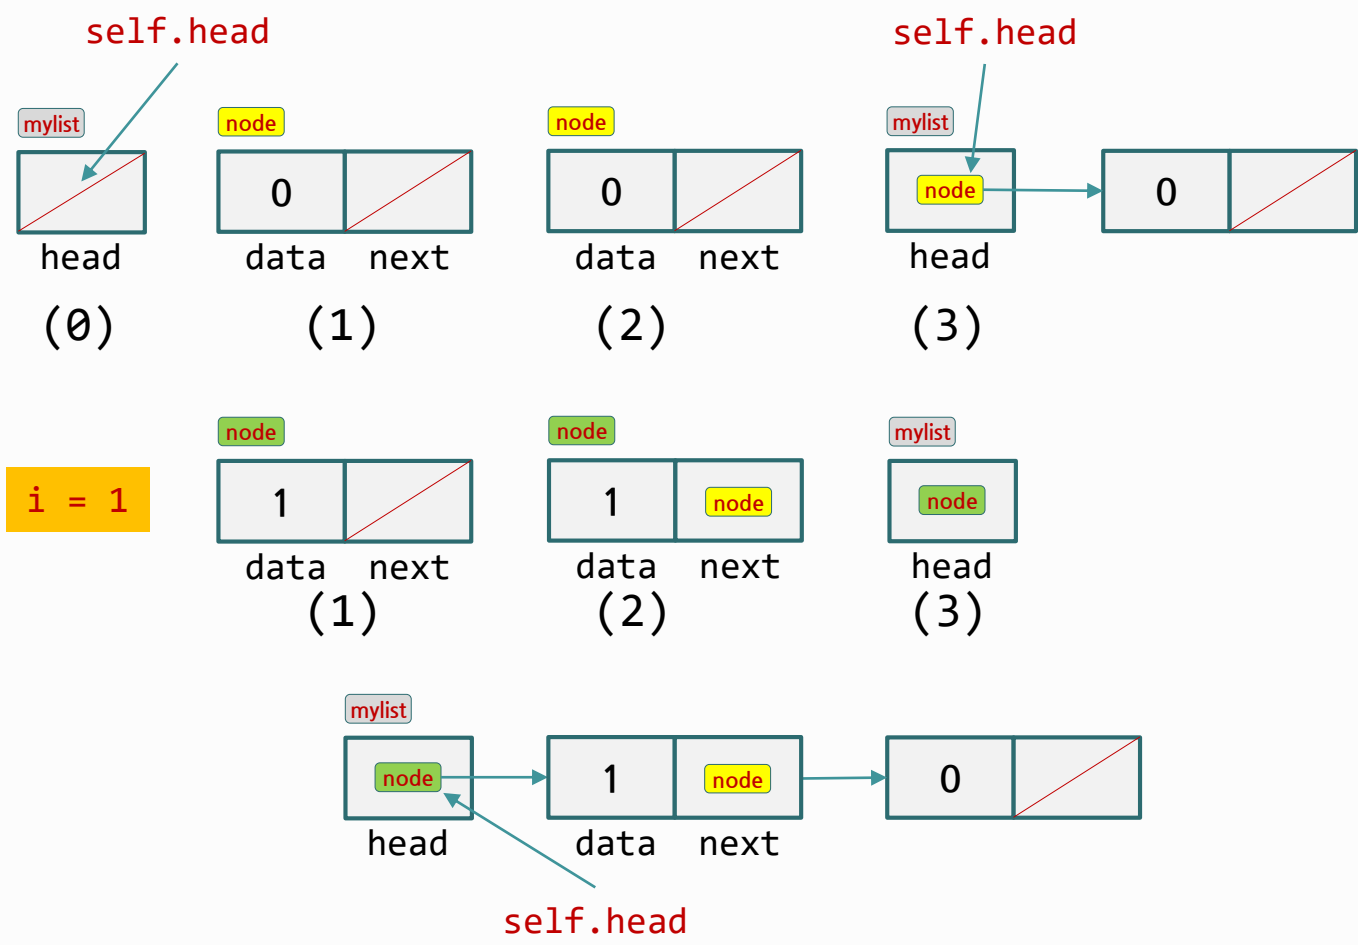 self.head self.head
mylist node node mylist
0 0 node 0
head data next data next head
(0) (1) (2) (3)
node node mylist
i = 1 1 1 node node
data next data next head
(1) (2) (3)
mylist
node 1 node 0
head data next
self.head